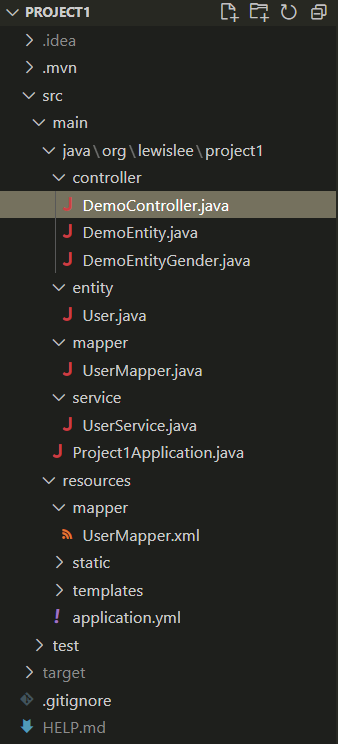 PROJECT1
.idea
.mvn
src
main
java\org\lewislee\project1
controller
DemoController.java
DemoEntity.java
DemoEntityGender.java
entity
User.java
mapper
UserMapper.java
service
UserService.java
Project1Application.java
resources
mapper
UserMapper.xml
static
templates
application.yml
test
target
.gitignore
HELP.md